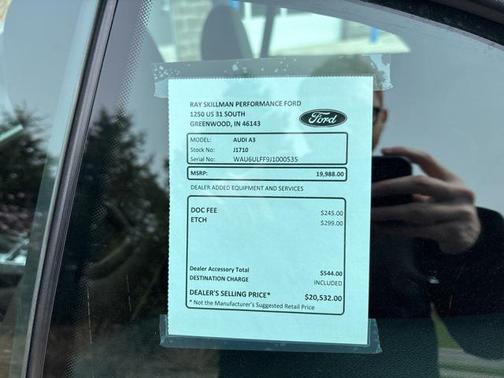 RAY SKILLMAN PERFORMANCE FORD
1250 US 31 SOUTH
GREENWOOD, IN 46143
Ford
MODEL: AUDI A3
Stock No: J1710
Serial No: WAU6ULFF9J1000535
MSRP: 19,988.00
DEALER ADDED EQUIPMENT AND SERVICES
DOC FEE $245.00
ETCH $299.00
Dealer Accessory Total $544.00
DESTINATION CHARGE INCLUDED
DEALER'S SELLING PRICE* $20,532.00
* Not the Manufacturer's Suggested Retail Price